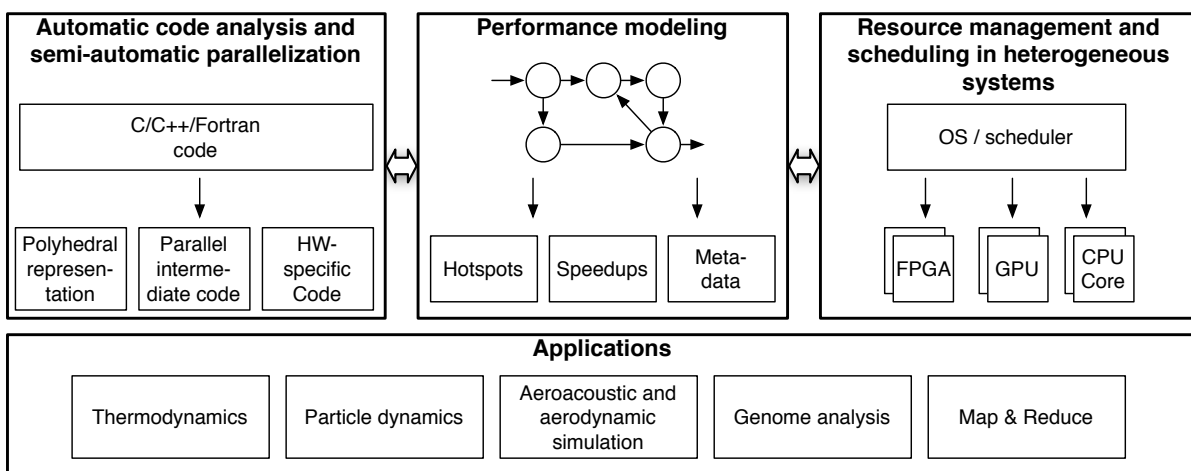 Automatic code analysis and
semi-automatic parallelization
C/C++/Fortran
code
Polyhedral
represen-
tation
Parallel
interme-
diate code
HW-
specific
Code
Performance modeling
Hotspots
Speedups
Meta-
data
Resource management and
scheduling in heterogeneous
systems
OS / scheduler
FPGA
GPU
CPU
Core
Applications
Thermodynamics
Particle dynamics
Aeroacoustic and
aerodynamic
simulation
Genome analysis
Map & Reduce